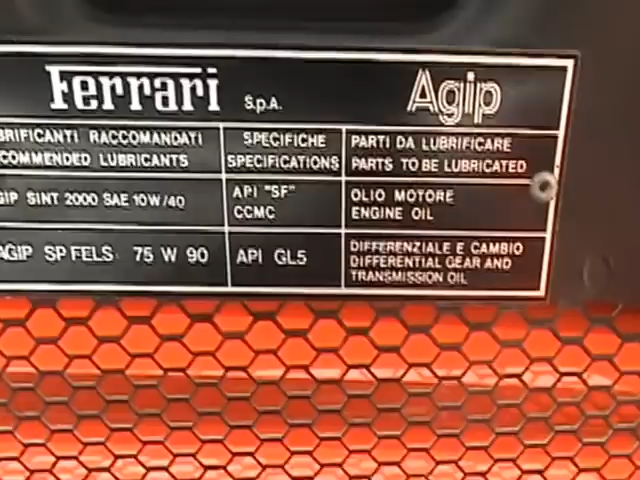 Ferrari S.p.A. Agip
BRIFICANTI RACCOMANDATI SPECIFICHE PARTI DA LUBRIFICARE
COMMENDED LUBRICANTS SPECIFICATIONS PARTS TO BE LUBRICATED
GIP SINT 2000 SAE 10W/40 API "SF" OLIO MOTORE
CCMC ENGINE OIL
AGIP SP FELS 75 W 90 API GL5 DIFFERENZIALE E CAMBIO
DIFFERENTIAL GEAR AND
TRANSMISSION OIL